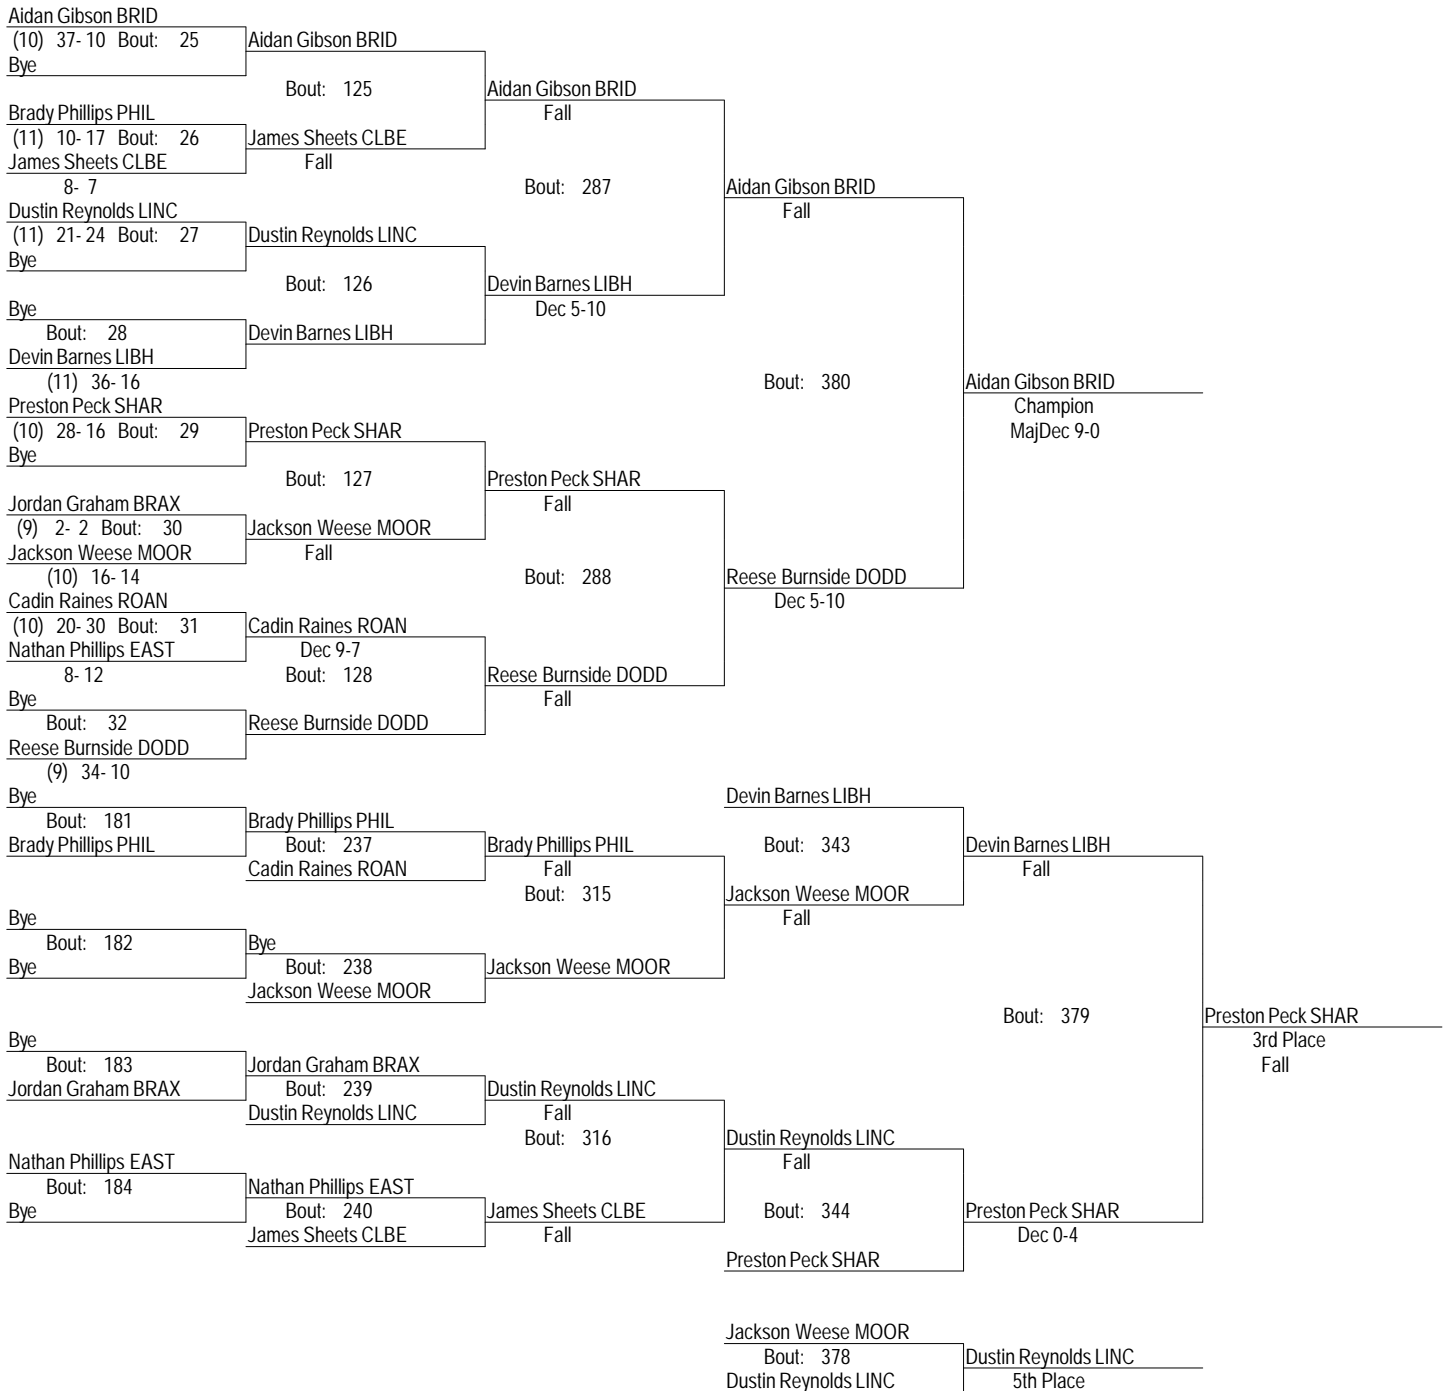 Aidan Gibson BRID
(10) 37- 10 Bout: 25 Aidan Gibson BRID
Bye
Bout: 125 Aidan Gibson BRID
Brady Phillips PHIL Fall
(11) 10- 17 Bout: 26 James Sheets CLBE
James Sheets CLBE Fall
8- 7 Bout: 287 Aidan Gibson BRID
Dustin Reynolds LINC Fall
(11) 21- 24 Bout: 27 Dustin Reynolds LINC
Bye
Bout: 126 Devin Barnes LIBH
Bye Dec 5-10
Bout: 28 Devin Barnes LIBH
Devin Barnes LIBH
(11) 36- 16 Bout: 380 Aidan Gibson BRID
Preston Peck SHAR Champion
(10) 28- 16 Bout: 29 Preston Peck SHAR MajDec 9-0
Bye
Bout: 127 Preston Peck SHAR
Jordan Graham BRAX Fall
(9) 2- 2 Bout: 30 Jackson Weese MOOR
Jackson Weese MOOR Fall
(10) 16- 14 Bout: 288 Reese Burnside DODD
Cadin Raines ROAN Dec 5-10
(10) 20- 30 Bout: 31 Cadin Raines ROAN
Nathan Phillips EAST Dec 9-7
8- 12 Bout: 128 Reese Burnside DODD
Bye Fall
Bout: 32 Reese Burnside DODD
Reese Burnside DODD
(9) 34- 10
Bye Devin Barnes LIBH
Bout: 181 Brady Phillips PHIL
Brady Phillips PHIL Bout: 237 Brady Phillips PHIL Bout: 343 Devin Barnes LIBH
Cadin Raines ROAN Fall Fall
Bout: 315 Jackson Weese MOOR
Bye Fall
Bout: 182 Bye
Bye Bout: 238 Jackson Weese MOOR
Jackson Weese MOOR
Bout: 379 Preston Peck SHAR
Bye 3rd Place
Bout: 183 Jordan Graham BRAX Fall
Jordan Graham BRAX Bout: 239 Dustin Reynolds LINC
Dustin Reynolds LINC Fall
Bout: 316 Dustin Reynolds LINC
Nathan Phillips EAST Fall
Bout: 184 Nathan Phillips EAST
Bye Bout: 240 James Sheets CLBE Bout: 344 Preston Peck SHAR
James Sheets CLBE Fall Dec 0-4
Preston Peck SHAR
Jackson Weese MOOR
Bout: 378 Dustin Reynolds LINC
Dustin Reynolds LINC 5th Place